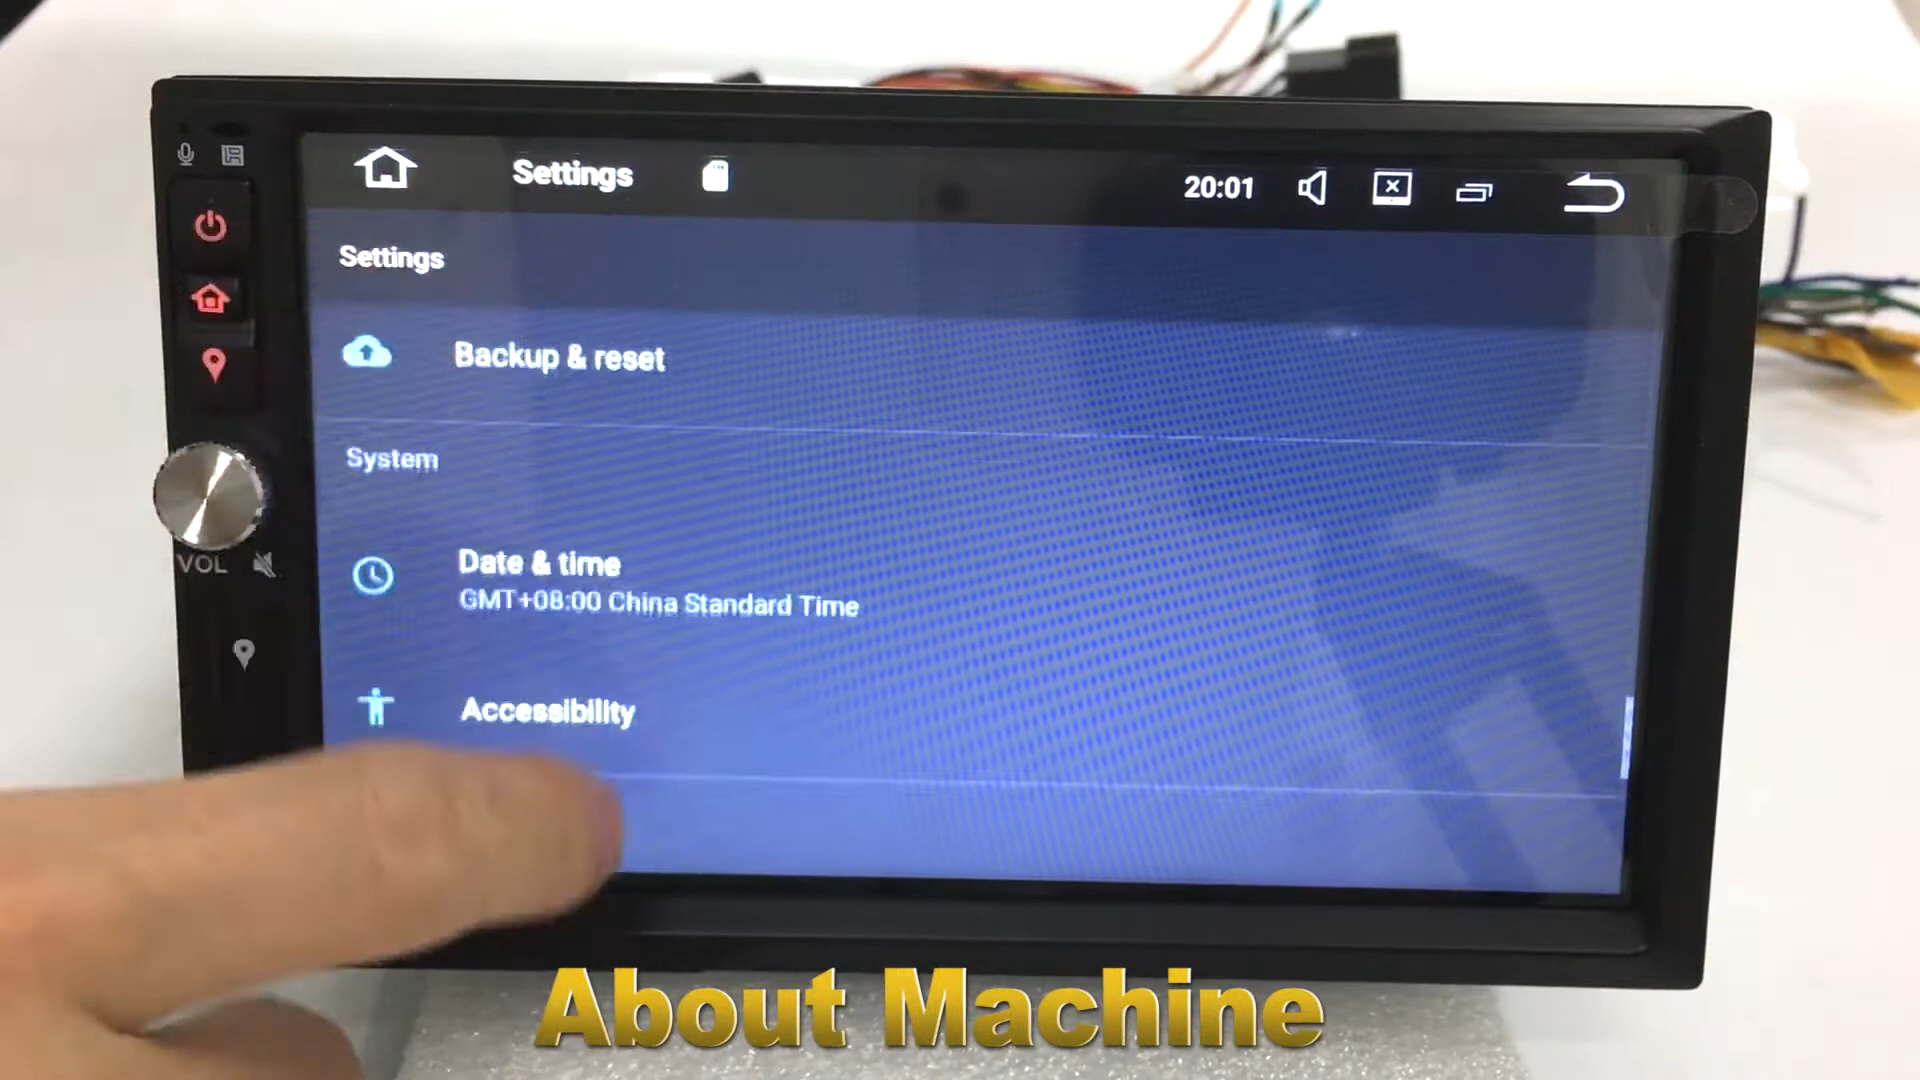 Settings
20:01
Settings
Backup & reset
System
Date & time
GMT+08:00 China Standard Time
Accessibility
VOL
About Machine